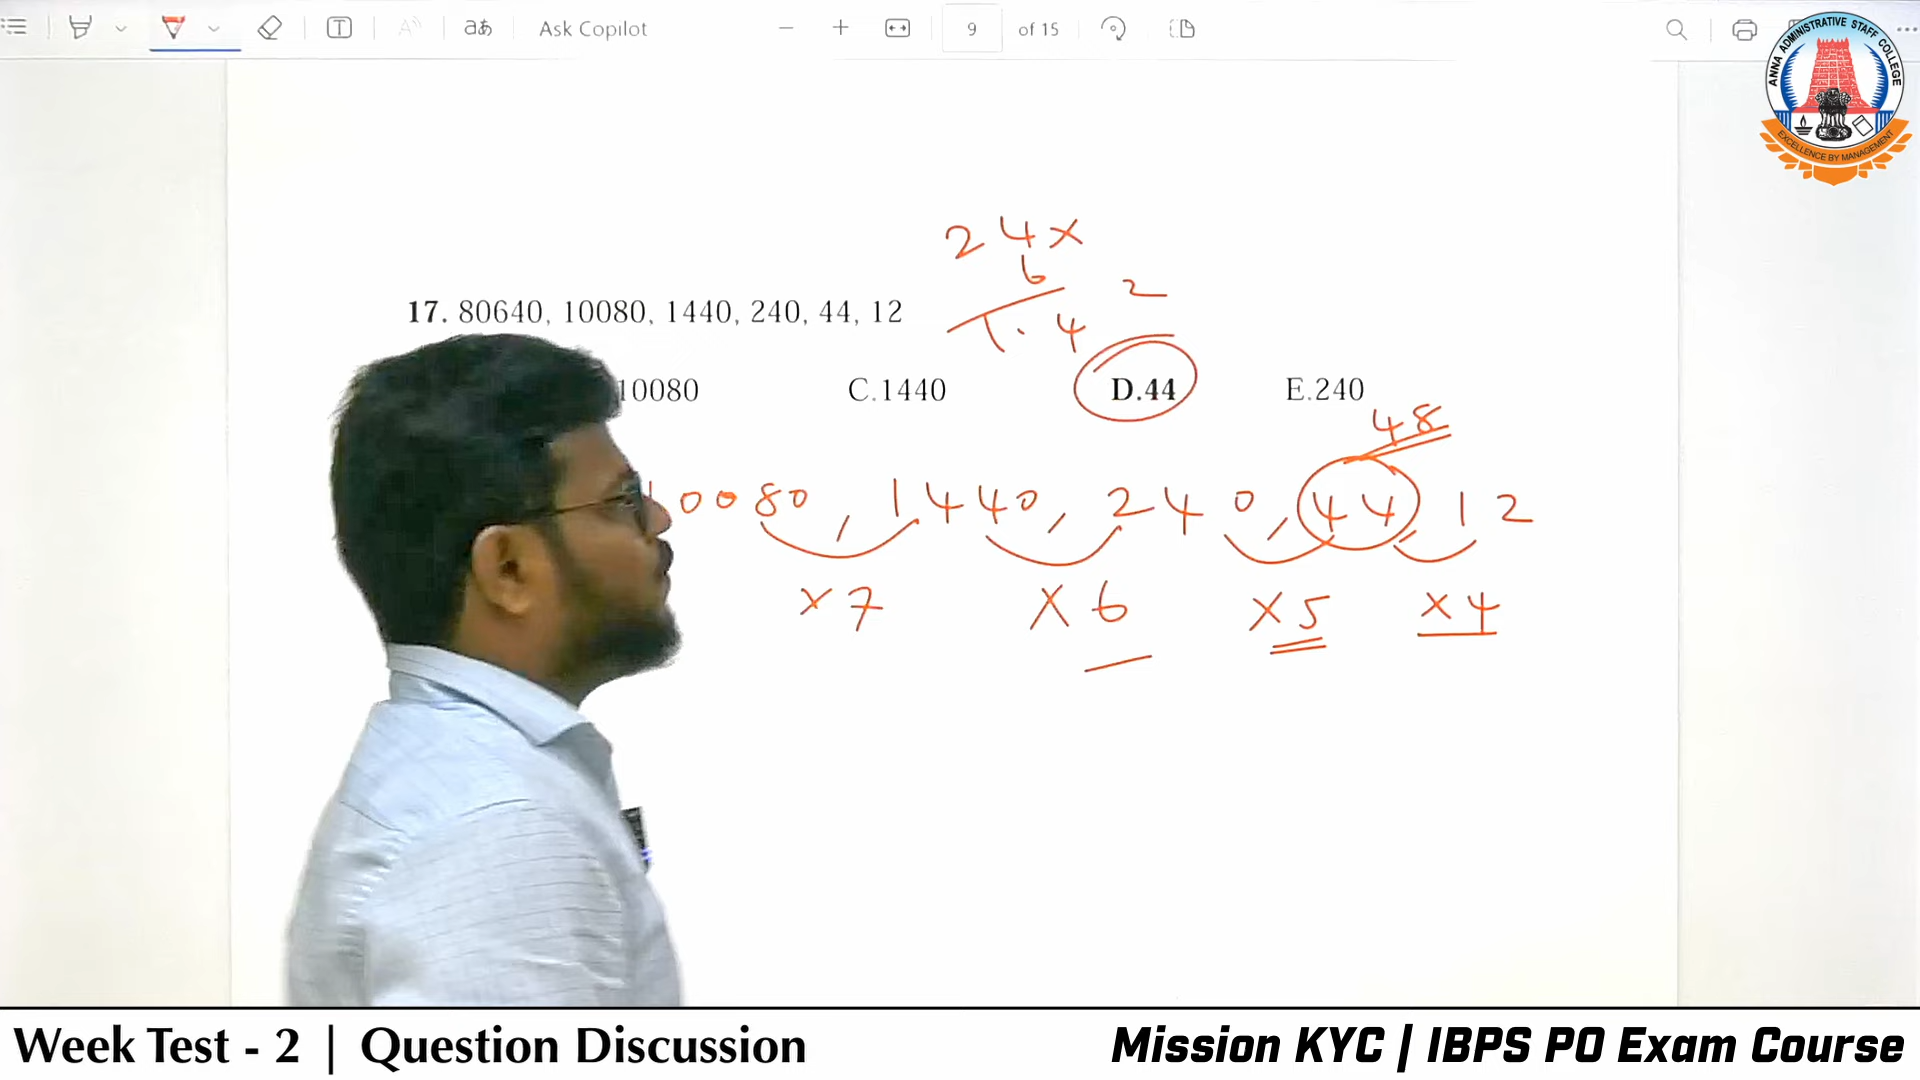 Ask Copilot
9 of 15
ANNA ADMINISTRATIVE STAFF COLLEGE
EXCELLENCE BY MANAGEMENT
24x
6
2
4
17. 80640, 10080, 1440, 240, 44, 12
10080 C.1440 D.44 E.240
48
10080, 1440, 240, 44 12
x7 x6 x5 x4
Week Test - 2 | Question Discussion
Mission KYC | IBPS PO Exam Course